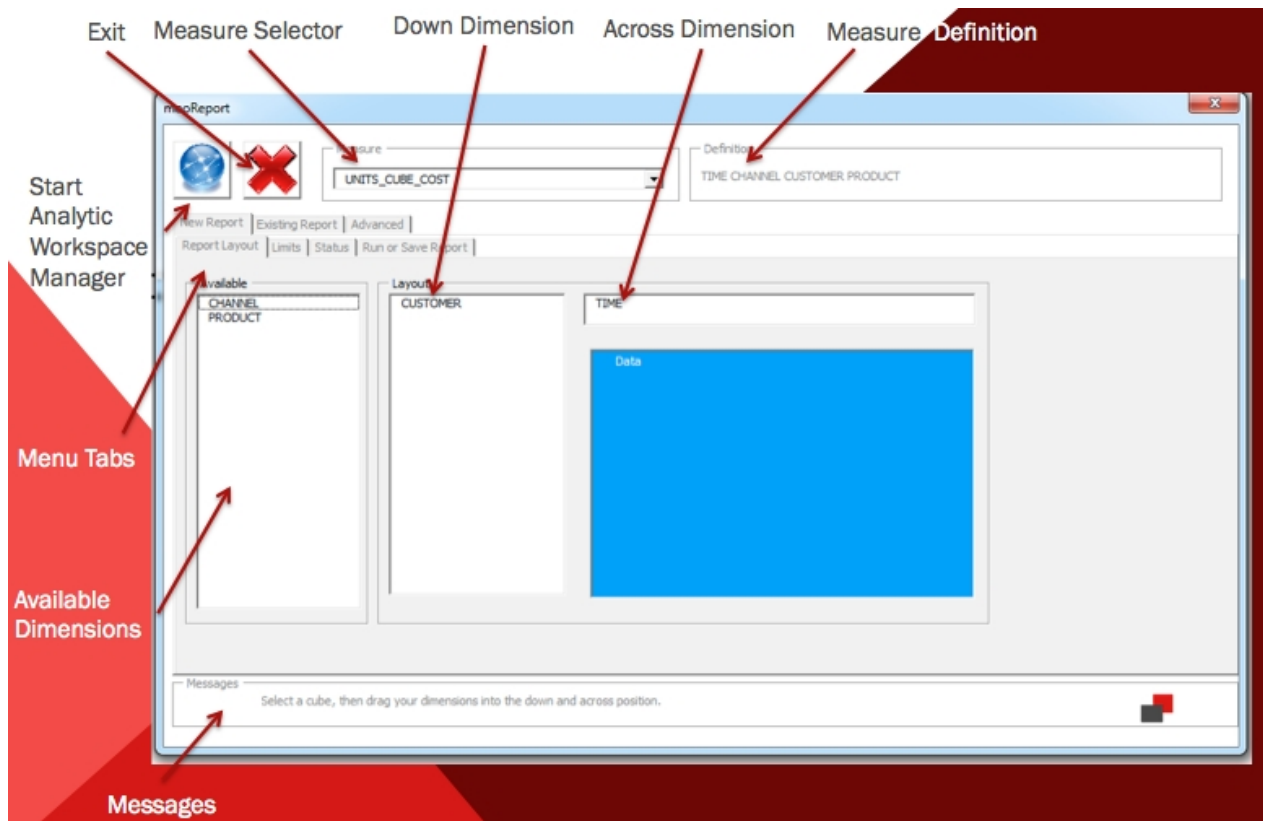 Exit
Measure Selector
Down Dimension
Across Dimension
Measure Definition
Start
Analytic
Workspace
Manager
Menu Tabs
Available
Dimensions
Messages
Measure
UNITS_CUBE_COST
Definition
TIME CHANNEL CUSTOMER PRODUCT
New Report
Existing Report
Advanced
Report Layout
Limits
Status
Run or Save Report
Available
CHANNEL
PRODUCT
Layout
CUSTOMER
TIME
Data
Messages
Select a cube, then drag your dimensions into the down and across position.